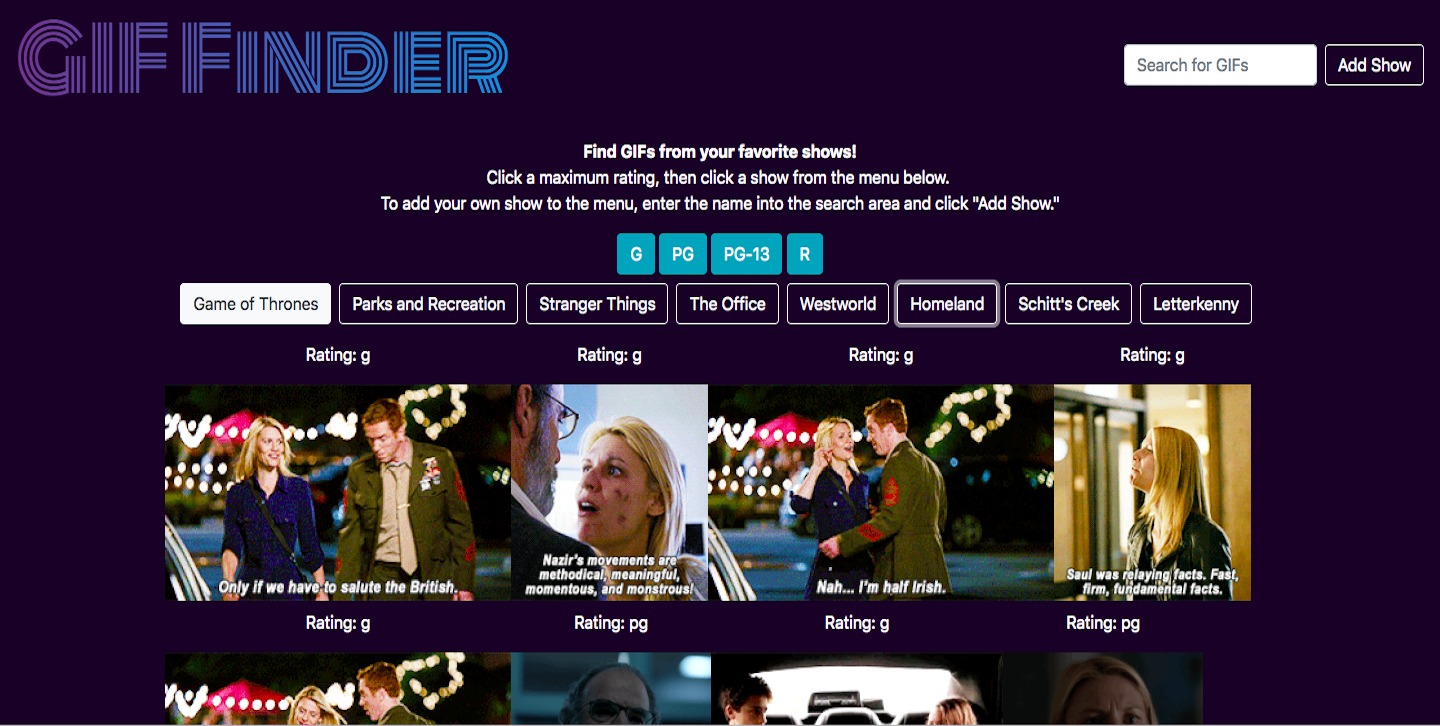 GIF FINDER
Search for GIFs
Add Show
Find GIFs from your favorite shows!
Click a maximum rating, then click a show from the menu below.
To add your own show to the menu, enter the name into the search area and click "Add Show."
G PG PG-13 R
Game of Thrones Parks and Recreation Stranger Things The Office Westworld Homeland Schitt's Creek Letterkenny
Rating: g Rating: g Rating: g Rating: g
Only if we have to salute the British.
Nazir's movements are
methodical, meaningful,
momentous, and monstrous!
Nah... I'm half Irish.
Saul was relaying facts. Fast,
firm, fundamental facts.
Rating: g Rating: pg Rating: g Rating: pg